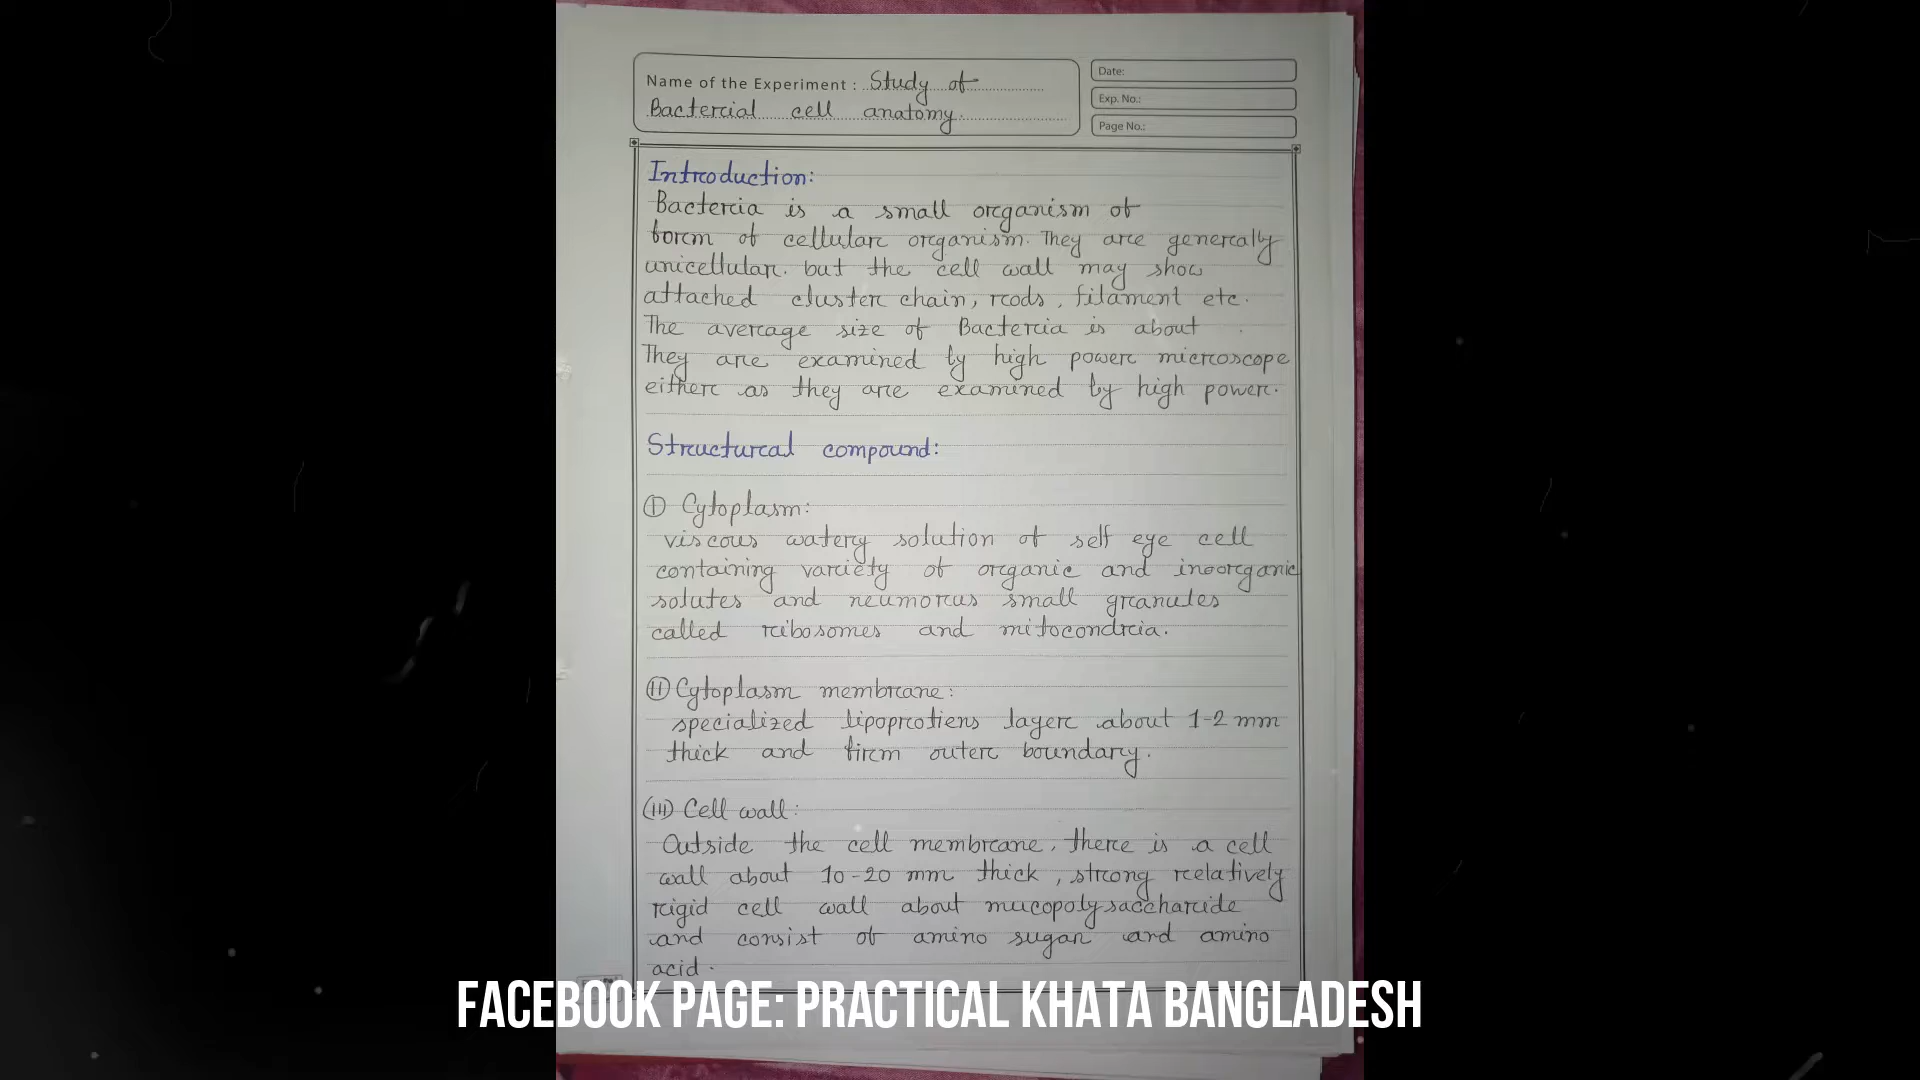 Name of the Experiment : Study of
Bacterial cell anatomy.
Date:
Exp. No.:
Page No.:
Introduction:
Bacteria is a small organism of
form of cellular organism. They are generally
unicellular. but the cell wall may show
attached cluster chain, rods, filament etc.
The average size of Bacteria is about
They are examined by high power microscope
either as they are examined by high power.
Structural compound:
(I) Cytoplasm:
viscous watery solution of self eye cell
containing variety of organic and inoorganic
solutes and neumorus small granules
called ribosomes and mitocondria.
(II) Cytoplasm membrane:
specialized lipoprotiens layer about 1-2 mm
thick and firm outer boundary.
(III) Cell wall:
Outside the cell membrane, there is a cell
wall about 10-20 mm thick, strong relatively
rigid cell wall about mucopolysaccharide
and consist of amino sugar and amino
acid.
FACEBOOK PAGE: PRACTICAL KHATA BANGLADESH